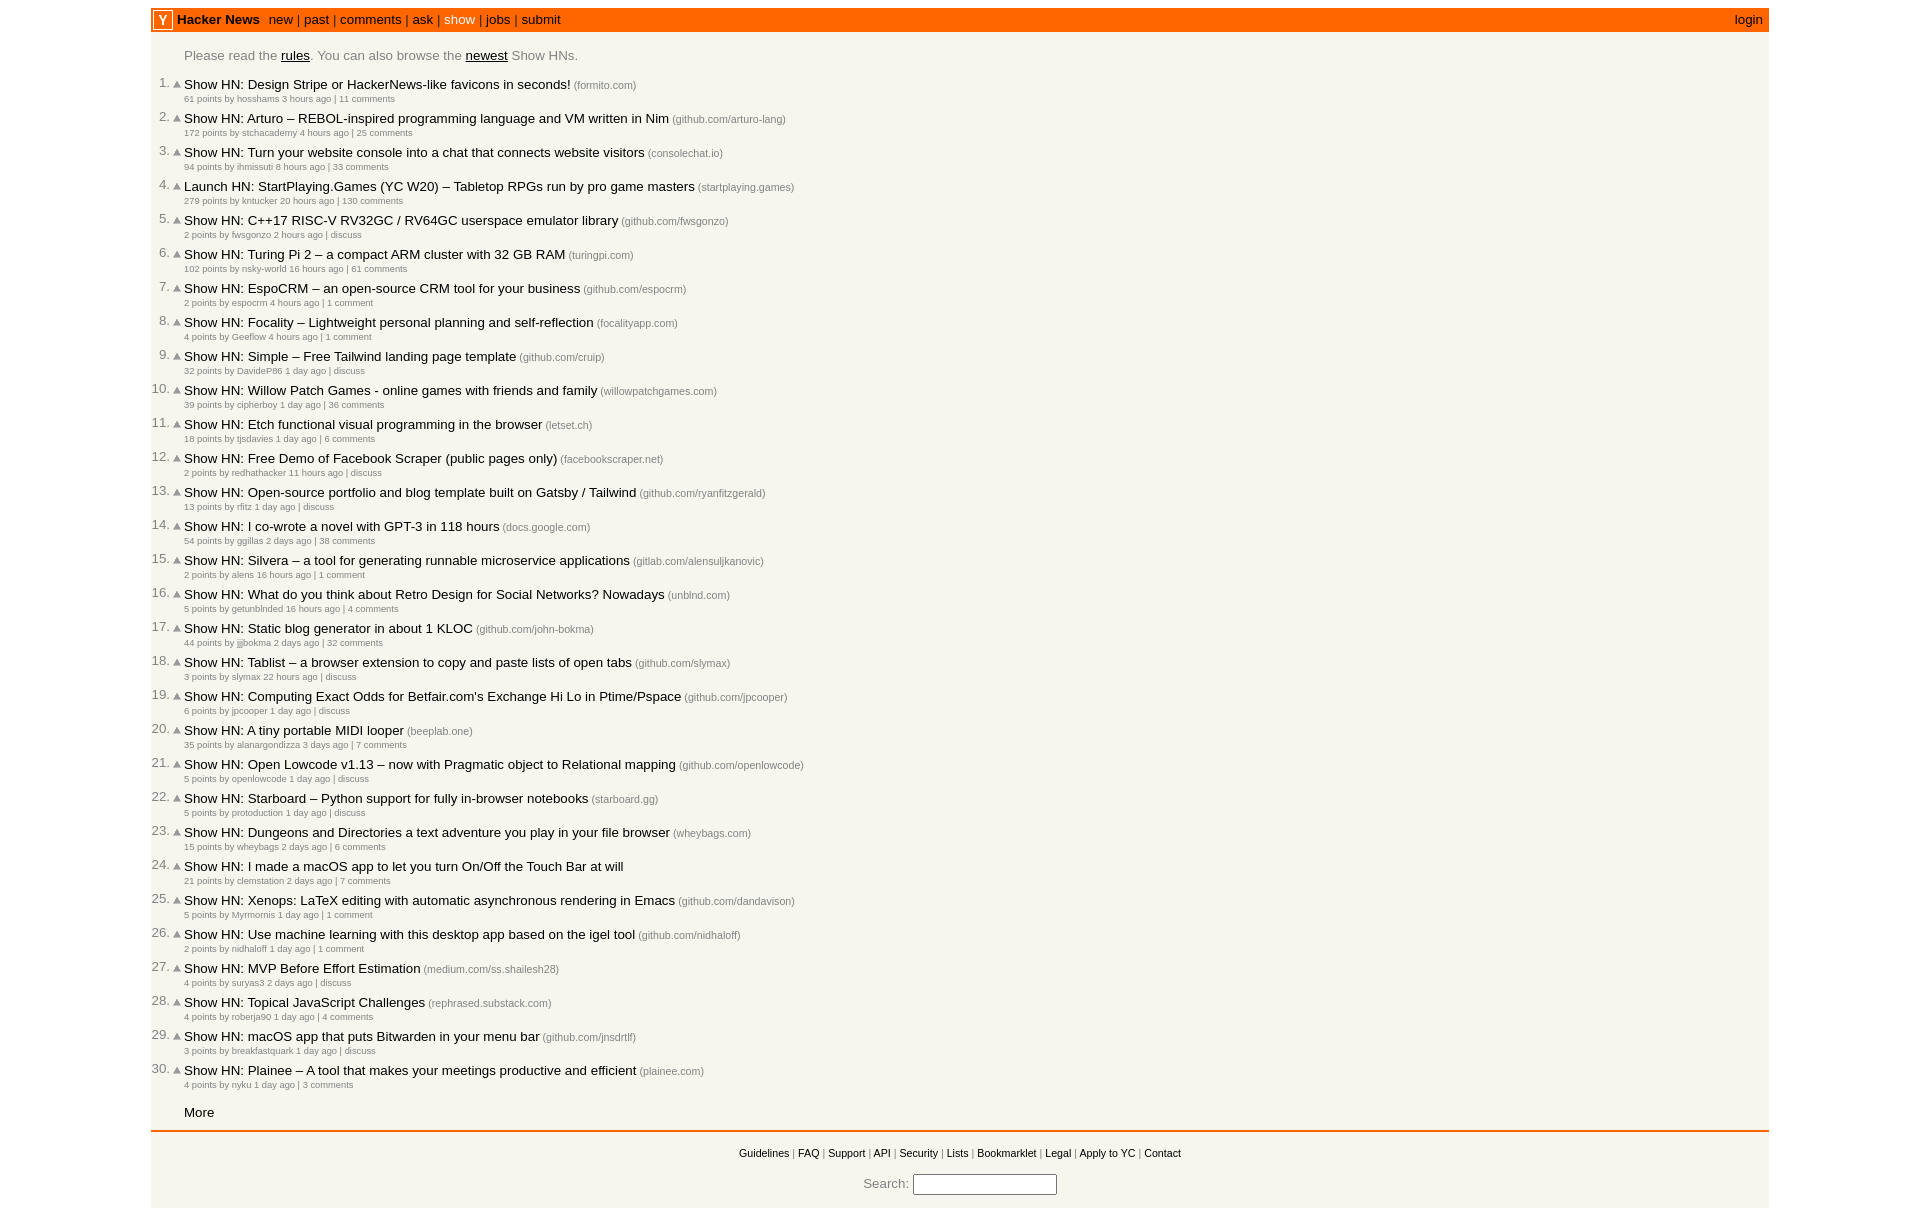 Y Hacker News new | past | comments | ask | show | jobs | submit login
Please read the rules. You can also browse the newest Show HNs.
1. Show HN: Design Stripe or HackerNews-like favicons in seconds! (formito.com)
61 points by hosshams 3 hours ago | 11 comments
2. Show HN: Arturo – REBOL-inspired programming language and VM written in Nim (github.com/arturo-lang)
172 points by stchacademy 4 hours ago | 25 comments
3. Show HN: Turn your website console into a chat that connects website visitors (consolechat.io)
94 points by ihmissuti 8 hours ago | 33 comments
4. Launch HN: StartPlaying.Games (YC W20) – Tabletop RPGs run by pro game masters (startplaying.games)
279 points by kntucker 20 hours ago | 130 comments
5. Show HN: C++17 RISC-V RV32GC / RV64GC userspace emulator library (github.com/fwsgonzo)
2 points by fwsgonzo 2 hours ago | discuss
6. Show HN: Turing Pi 2 – a compact ARM cluster with 32 GB RAM (turingpi.com)
102 points by nsky-world 16 hours ago | 61 comments
7. Show HN: EspoCRM – an open-source CRM tool for your business (github.com/espocrm)
2 points by espocrm 4 hours ago | 1 comment
8. Show HN: Focality – Lightweight personal planning and self-reflection (focalityapp.com)
4 points by Geeflow 4 hours ago | 1 comment
9. Show HN: Simple – Free Tailwind landing page template (github.com/cruip)
32 points by DavideP86 1 day ago | discuss
10. Show HN: Willow Patch Games - online games with friends and family (willowpatchgames.com)
39 points by cipherboy 1 day ago | 36 comments
11. Show HN: Etch functional visual programming in the browser (letset.ch)
18 points by tjsdavies 1 day ago | 6 comments
12. Show HN: Free Demo of Facebook Scraper (public pages only) (facebookscraper.net)
2 points by redhathacker 11 hours ago | discuss
13. Show HN: Open-source portfolio and blog template built on Gatsby / Tailwind (github.com/ryanfitzgerald)
13 points by rfitz 1 day ago | discuss
14. Show HN: I co-wrote a novel with GPT-3 in 118 hours (docs.google.com)
54 points by ggillas 2 days ago | 38 comments
15. Show HN: Silvera – a tool for generating runnable microservice applications (gitlab.com/alensuljkanovic)
2 points by alens 16 hours ago | 1 comment
16. Show HN: What do you think about Retro Design for Social Networks? Nowadays (unblnd.com)
5 points by getunblnded 16 hours ago | 4 comments
17. Show HN: Static blog generator in about 1 KLOC (github.com/john-bokma)
44 points by jjjbokma 2 days ago | 32 comments
18. Show HN: Tablist – a browser extension to copy and paste lists of open tabs (github.com/slymax)
3 points by slymax 22 hours ago | discuss
19. Show HN: Computing Exact Odds for Betfair.com's Exchange Hi Lo in Ptime/Pspace (github.com/jpcooper)
6 points by jpcooper 1 day ago | discuss
20. Show HN: A tiny portable MIDI looper (beeplab.one)
35 points by alanargondizza 3 days ago | 7 comments
21. Show HN: Open Lowcode v1.13 – now with Pragmatic object to Relational mapping (github.com/openlowcode)
5 points by openlowcode 1 day ago | discuss
22. Show HN: Starboard – Python support for fully in-browser notebooks (starboard.gg)
5 points by protoduction 1 day ago | discuss
23. Show HN: Dungeons and Directories a text adventure you play in your file browser (wheybags.com)
15 points by wheybags 2 days ago | 6 comments
24. Show HN: I made a macOS app to let you turn On/Off the Touch Bar at will
21 points by clemstation 2 days ago | 7 comments
25. Show HN: Xenops: LaTeX editing with automatic asynchronous rendering in Emacs (github.com/dandavison)
5 points by Myrmornis 1 day ago | 1 comment
26. Show HN: Use machine learning with this desktop app based on the igel tool (github.com/nidhaloff)
2 points by nidhaloff 1 day ago | 1 comment
27. Show HN: MVP Before Effort Estimation (medium.com/ss.shailesh28)
4 points by suryas3 2 days ago | discuss
28. Show HN: Topical JavaScript Challenges (rephrased.substack.com)
4 points by roberja90 1 day ago | 4 comments
29. Show HN: macOS app that puts Bitwarden in your menu bar (github.com/jnsdrtlf)
3 points by breakfastquark 1 day ago | discuss
30. Show HN: Plainee – A tool that makes your meetings productive and efficient (plainee.com)
4 points by nyku 1 day ago | 3 comments
More
Guidelines | FAQ | Support | API | Security | Lists | Bookmarklet | Legal | Apply to YC | Contact
Search: